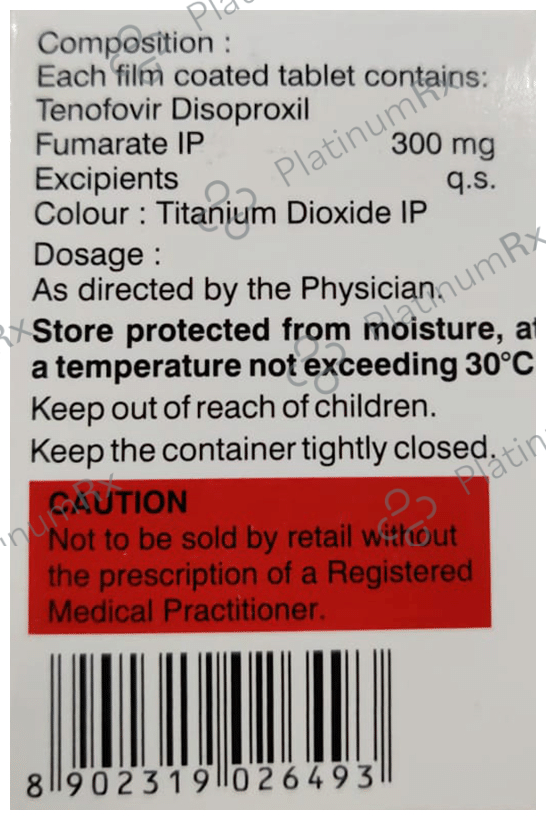 Composition :
Each film coated tablet contains:
Tenofovir Disoproxil
Fumarate IP 300 mg
Excipients q.s.
Colour : Titanium Dioxide IP
Dosage :
As directed by the Physician.
Store protected from moisture, at
a temperature not exceeding 30°C
Keep out of reach of children.
Keep the container tightly closed.
CAUTION
Not to be sold by retail without
the prescription of a Registered
Medical Practitioner.
8 902319 026493
PlatinumRx
PlatinumRx
PlatinumRx